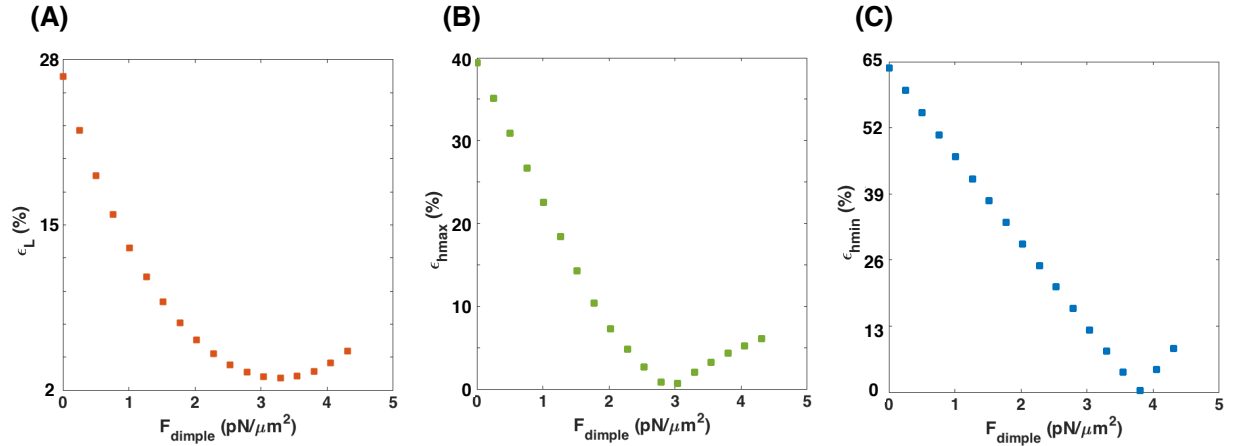 (A)
28
15
2
ϵ_L (%)
0 1 2 3 4 5
F_dimple (pN/μm²)
(B)
40
30
20
10
0
ϵ_hmax (%)
0 1 2 3 4 5
F_dimple (pN/μm²)
(C)
65
52
39
26
13
0
ϵ_hmin (%)
0 1 2 3 4 5
F_dimple (pN/μm²)